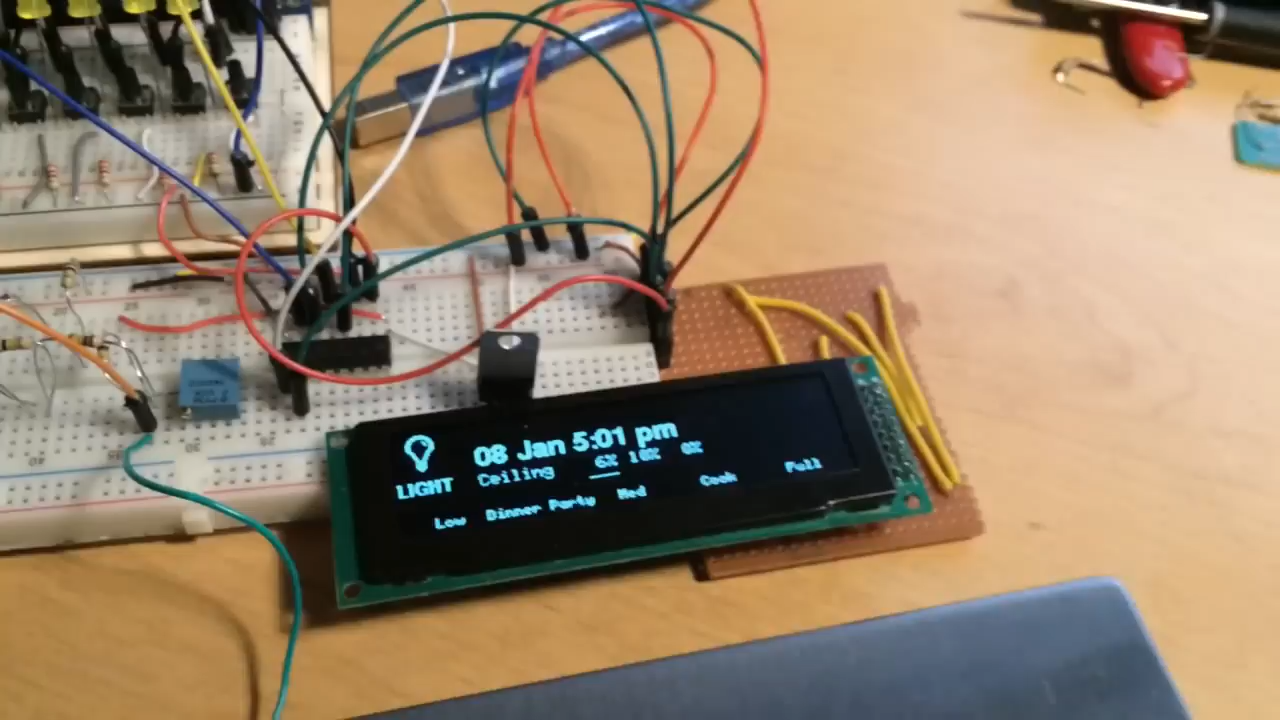 08 Jan 5:01 pm
LIGHT
Ceiling 6% 10% 0%
Low Dinner Party Med Cook Full